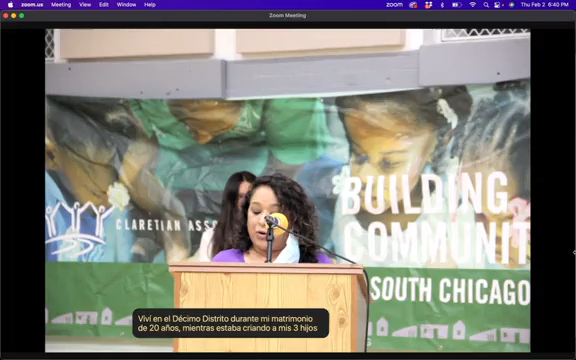 zoom.us Meeting View Edit Window Help
zoom
Thu Feb 2 6:40 PM
Zoom Meeting
CLARETIAN ASS
BUILDING
COMMUNIT
SOUTH CHICAGO
Viví en el Décimo Distrito durante mi matrimonio
de 20 años, mientras estaba criando a mis 3 hijos